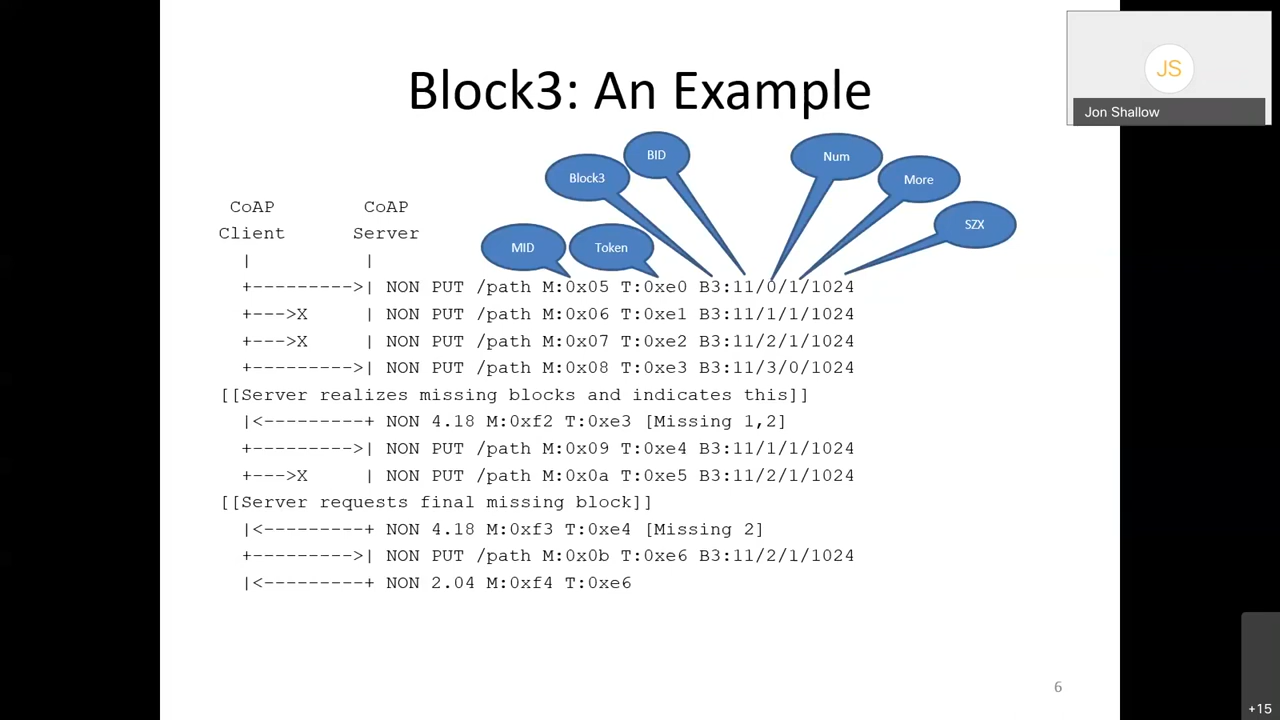 JS
Jon Shallow
Block3: An Example
BID
Num
Block3
More
SZX
MID
Token
CoAP CoAP
Client Server
| |
+--------->| NON PUT /path M:0x05 T:0xe0 B3:11/0/1/1024
+--->X | NON PUT /path M:0x06 T:0xe1 B3:11/1/1/1024
+--->X | NON PUT /path M:0x07 T:0xe2 B3:11/2/1/1024
+--------->| NON PUT /path M:0x08 T:0xe3 B3:11/3/0/1024
[[Server realizes missing blocks and indicates this]]
|<---------+ NON 4.18 M:0xf2 T:0xe3 [Missing 1,2]
+--------->| NON PUT /path M:0x09 T:0xe4 B3:11/1/1/1024
+--->X | NON PUT /path M:0x0a T:0xe5 B3:11/2/1/1024
[[Server requests final missing block]]
|<---------+ NON 4.18 M:0xf3 T:0xe4 [Missing 2]
+--------->| NON PUT /path M:0x0b T:0xe6 B3:11/2/1/1024
|<---------+ NON 2.04 M:0xf4 T:0xe6
6
+15